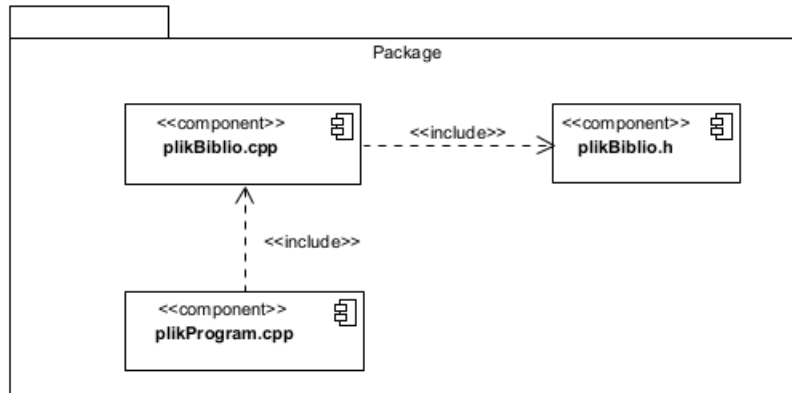 Package
<<component>>
plikBiblio.cpp
<<include>>
<<component>>
plikBiblio.h
<<include>>
<<component>>
plikProgram.cpp